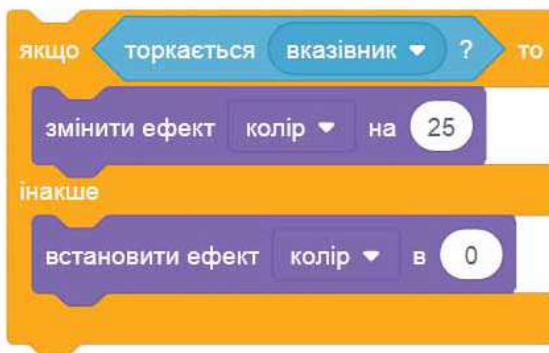 якщо торкається вказівник ? то
змінити ефект колір на 25
інакше
встановити ефект колір в 0